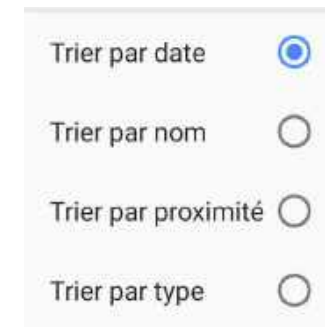 Trier par date
Trier par nom
Trier par proximité
Trier par type